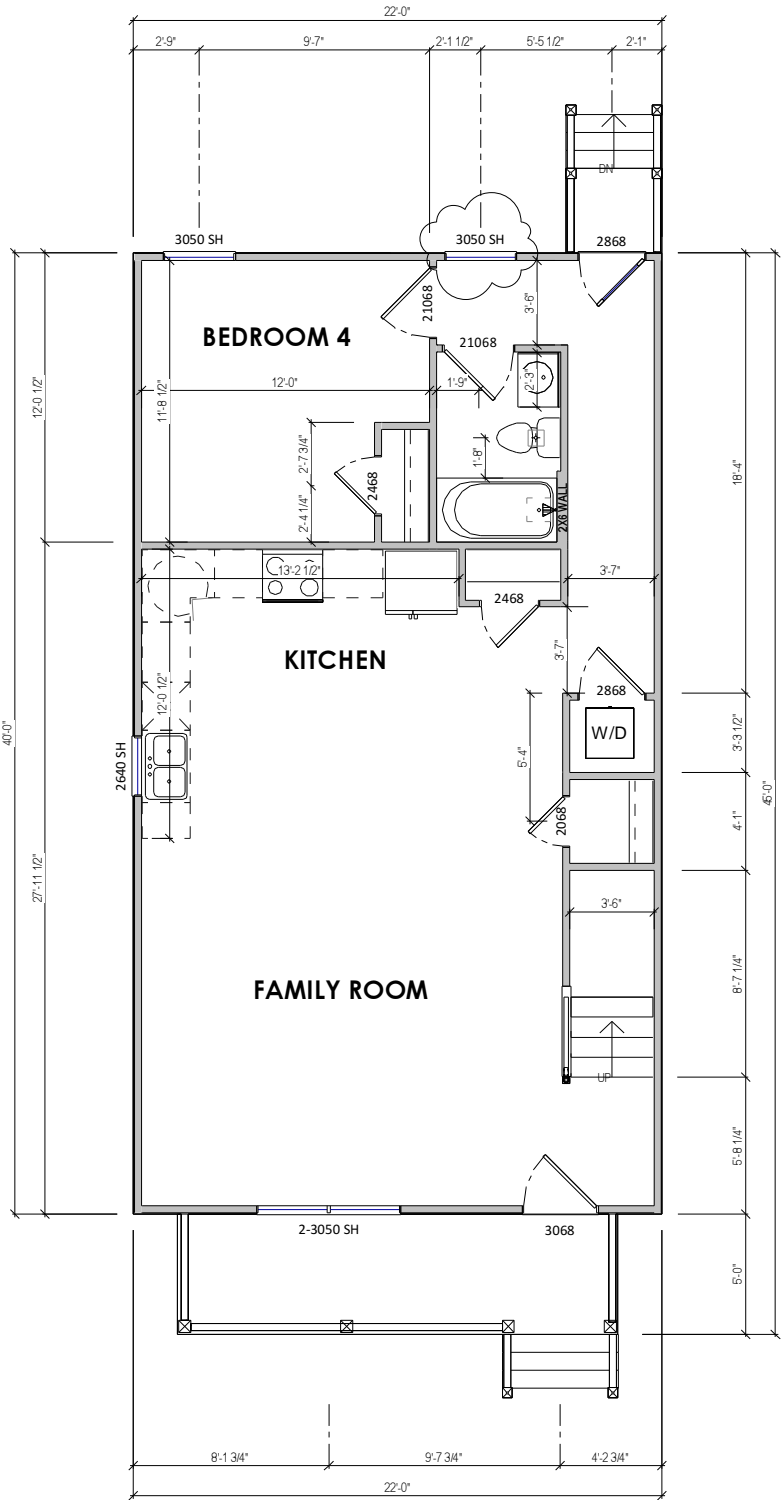 22'-0"
2'-9" 9'-7" 2'-1 1/2" 5'-5 1/2" 2'-1"
DN
3050 SH 3050 SH 2868
21068
3'-6"
BEDROOM 4
21068
12'-0" 1'-9" 2'-3"
11'-8 1/2"
12'-0 1/2"
2'-7 3/4"
1'-8"
2468
18'-4"
2'-4 1/4"
2X6 WALL
13'-2 1/2" 3'-7"
2468
KITCHEN
3'-7"
2868
12'-0 1/2"
40'-0"
W/D
3'-3 1/2"
5'-4"
2640 SH
45'-0"
2068
4'-1"
27'-11 1/2"
3'-6"
FAMILY ROOM
8'-7 1/4"
UP
5'-8 1/4"
2-3050 SH 3068
5'-0"
8'-1 3/4" 9'-7 3/4" 4'-2 3/4"
22'-0"